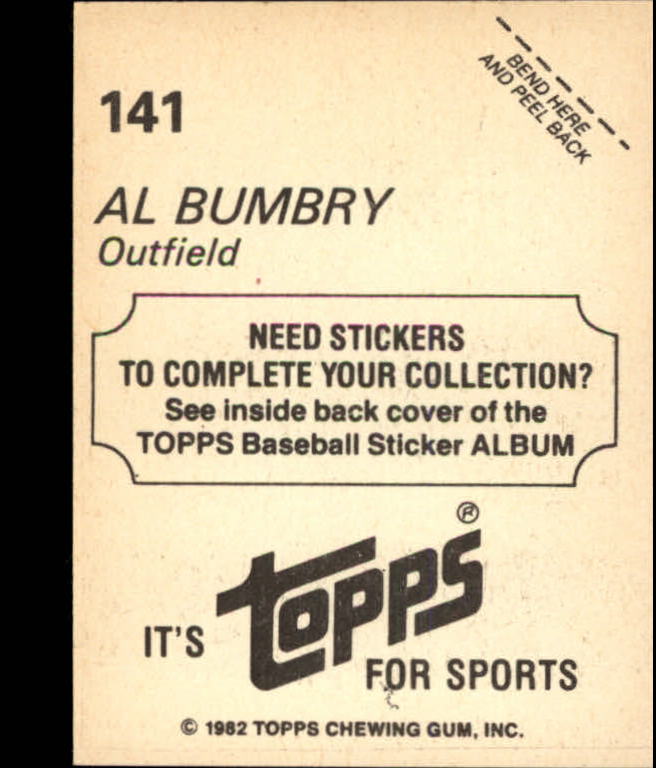 BEND HERE
AND PEEL BACK
141
AL BUMBRY
Outfield
NEED STICKERS
TO COMPLETE YOUR COLLECTION?
See inside back cover of the
TOPPS Baseball Sticker ALBUM
IT'S topps ®
FOR SPORTS
© 1982 TOPPS CHEWING GUM, INC.